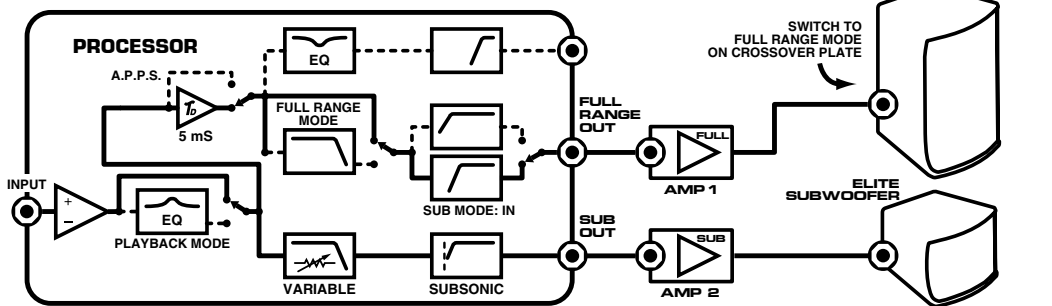 PROCESSOR
A.P.P.S.
EQ
SWITCH TO
FULL RANGE MODE
ON CROSSOVER PLATE
TD
5 mS
FULL RANGE
MODE
FULL
RANGE
OUT
FULL
AMP 1
INPUT
+
−
EQ
PLAYBACK MODE
SUB MODE: IN
ELITE
SUBWOOFER
SUB
OUT
SUB
AMP 2
VARIABLE
SUBSONIC